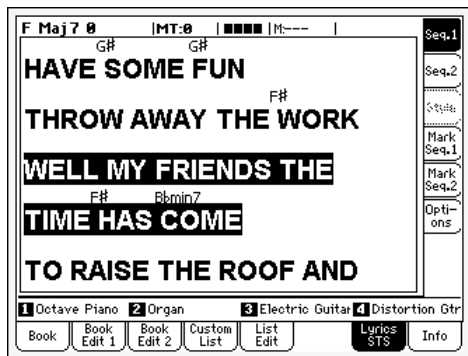 F Maj7 0 |MT:0 | |M:--- |
G# G#
HAVE SOME FUN
F#
THROW AWAY THE WORK
WELL MY FRIENDS THE
F# Bbmin7
TIME HAS COME
TO RAISE THE ROOF AND
Seq.1
Seq.2
Style
Mark
Seq.1
Mark
Seq.2
Opti-
ons
1 Octave Piano 2 Organ 3 Electric Guitar 4 Distortion Gtr
Book
Book
Edit 1
Book
Edit 2
Custom
List
List
Edit
Lyrics
STS
Info